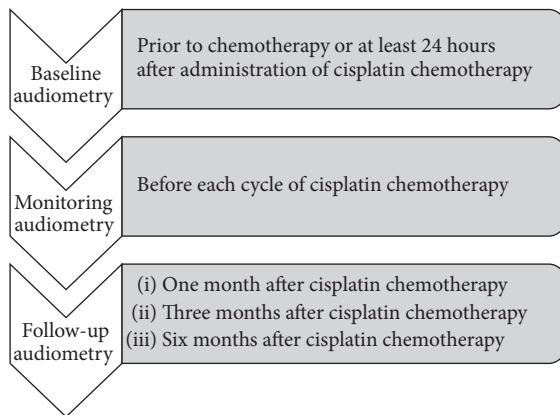 Baseline
audiometry
Prior to chemotherapy or at least 24 hours
after administration of cisplatin chemotherapy
Monitoring
audiometry
Before each cycle of cisplatin chemotherapy
Follow-up
audiometry
(i) One month after cisplatin chemotherapy
(ii) Three months after cisplatin chemotherapy
(iii) Six months after cisplatin chemotherapy